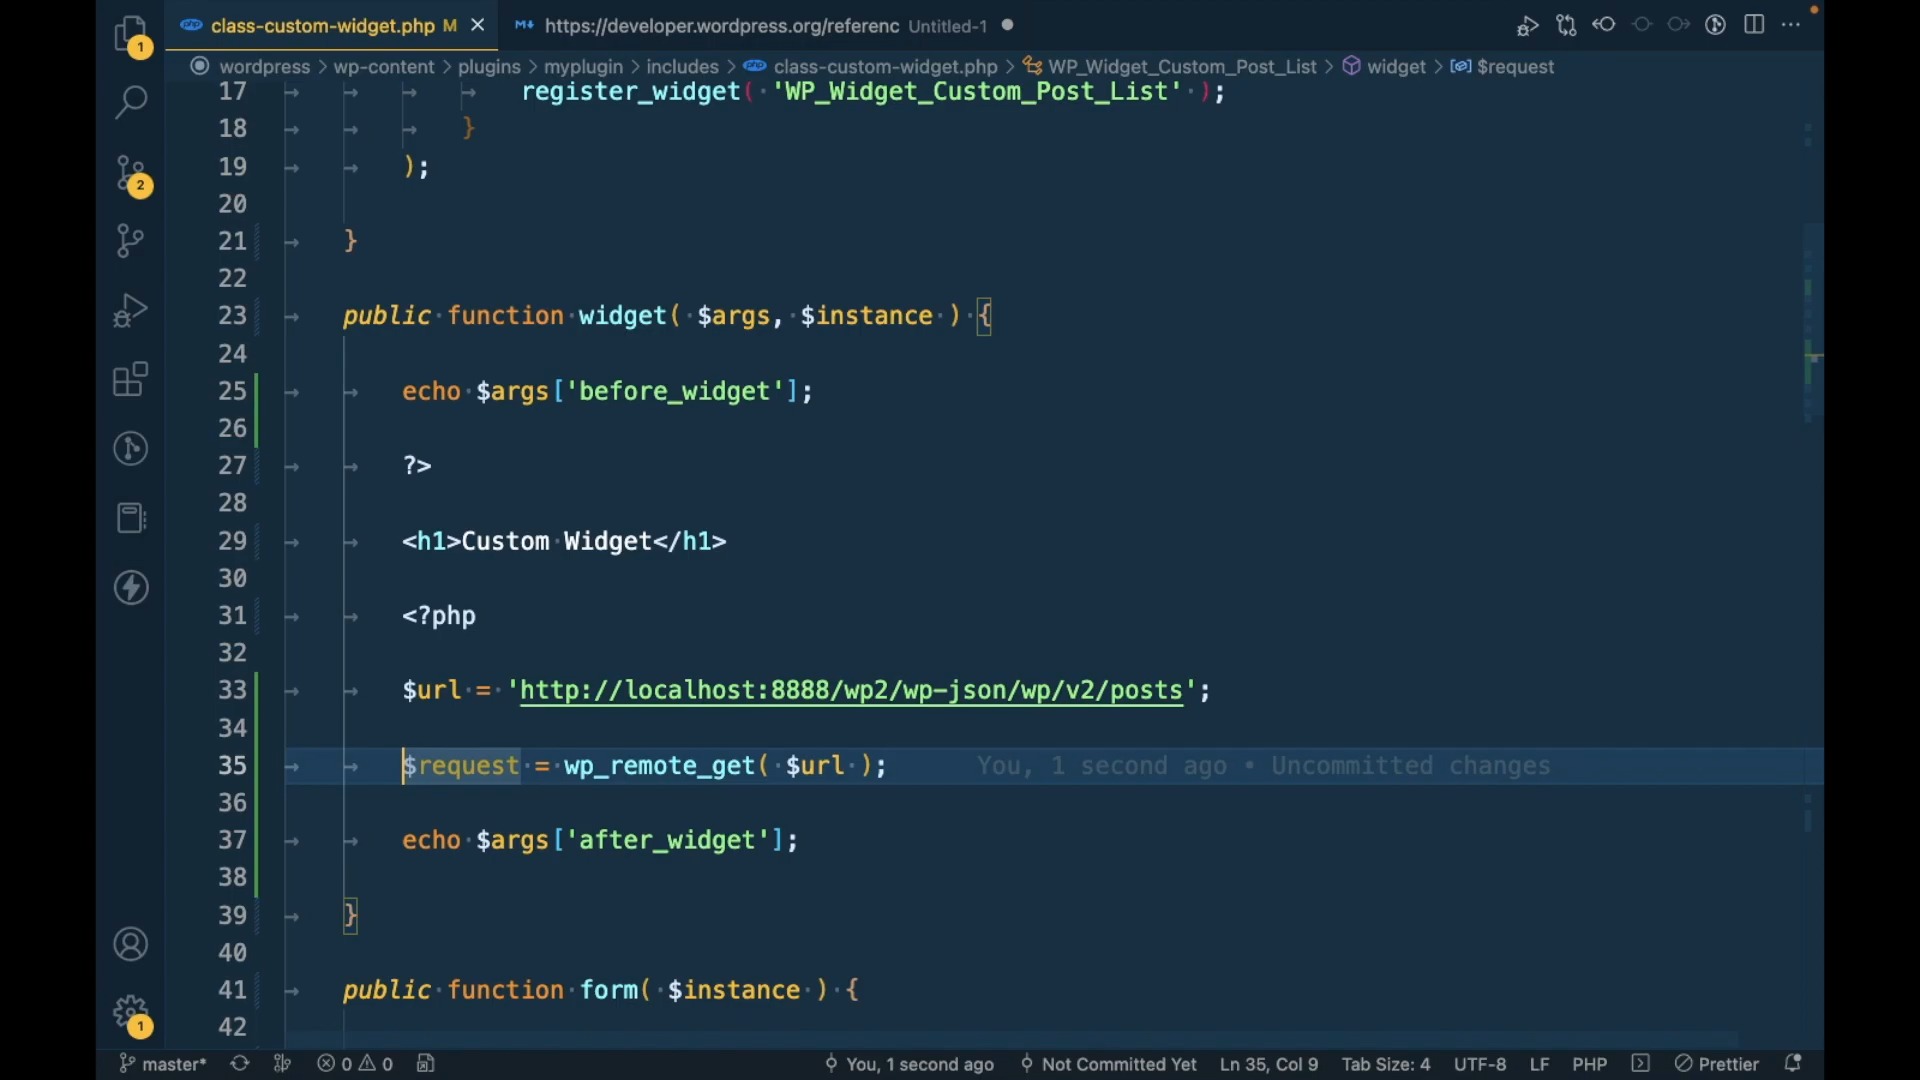 class-custom-widget.php M
https://developer.wordpress.org/referenc Untitled-1
wordpress > wp-content > plugins > myplugin > includes > class-custom-widget.php > WP_Widget_Custom_Post_List > widget > $request
17 register_widget( 'WP_Widget_Custom_Post_List' );
18 }
19 );
20
21 }
22
23 public function widget( $args, $instance ) {
24
25 echo $args['before_widget'];
26
27 ?>
28
29 <h1>Custom Widget</h1>
30
31 <?php
32
33 $url = 'http://localhost:8888/wp2/wp-json/wp/v2/posts';
34
35 $request = wp_remote_get( $url ); You, 1 second ago • Uncommitted changes
36
37 echo $args['after_widget'];
38
39 }
40
41 public function form( $instance ) {
42
1
2
1
master* 0 0 You, 1 second ago Not Committed Yet Ln 35, Col 9 Tab Size: 4 UTF-8 LF PHP Prettier